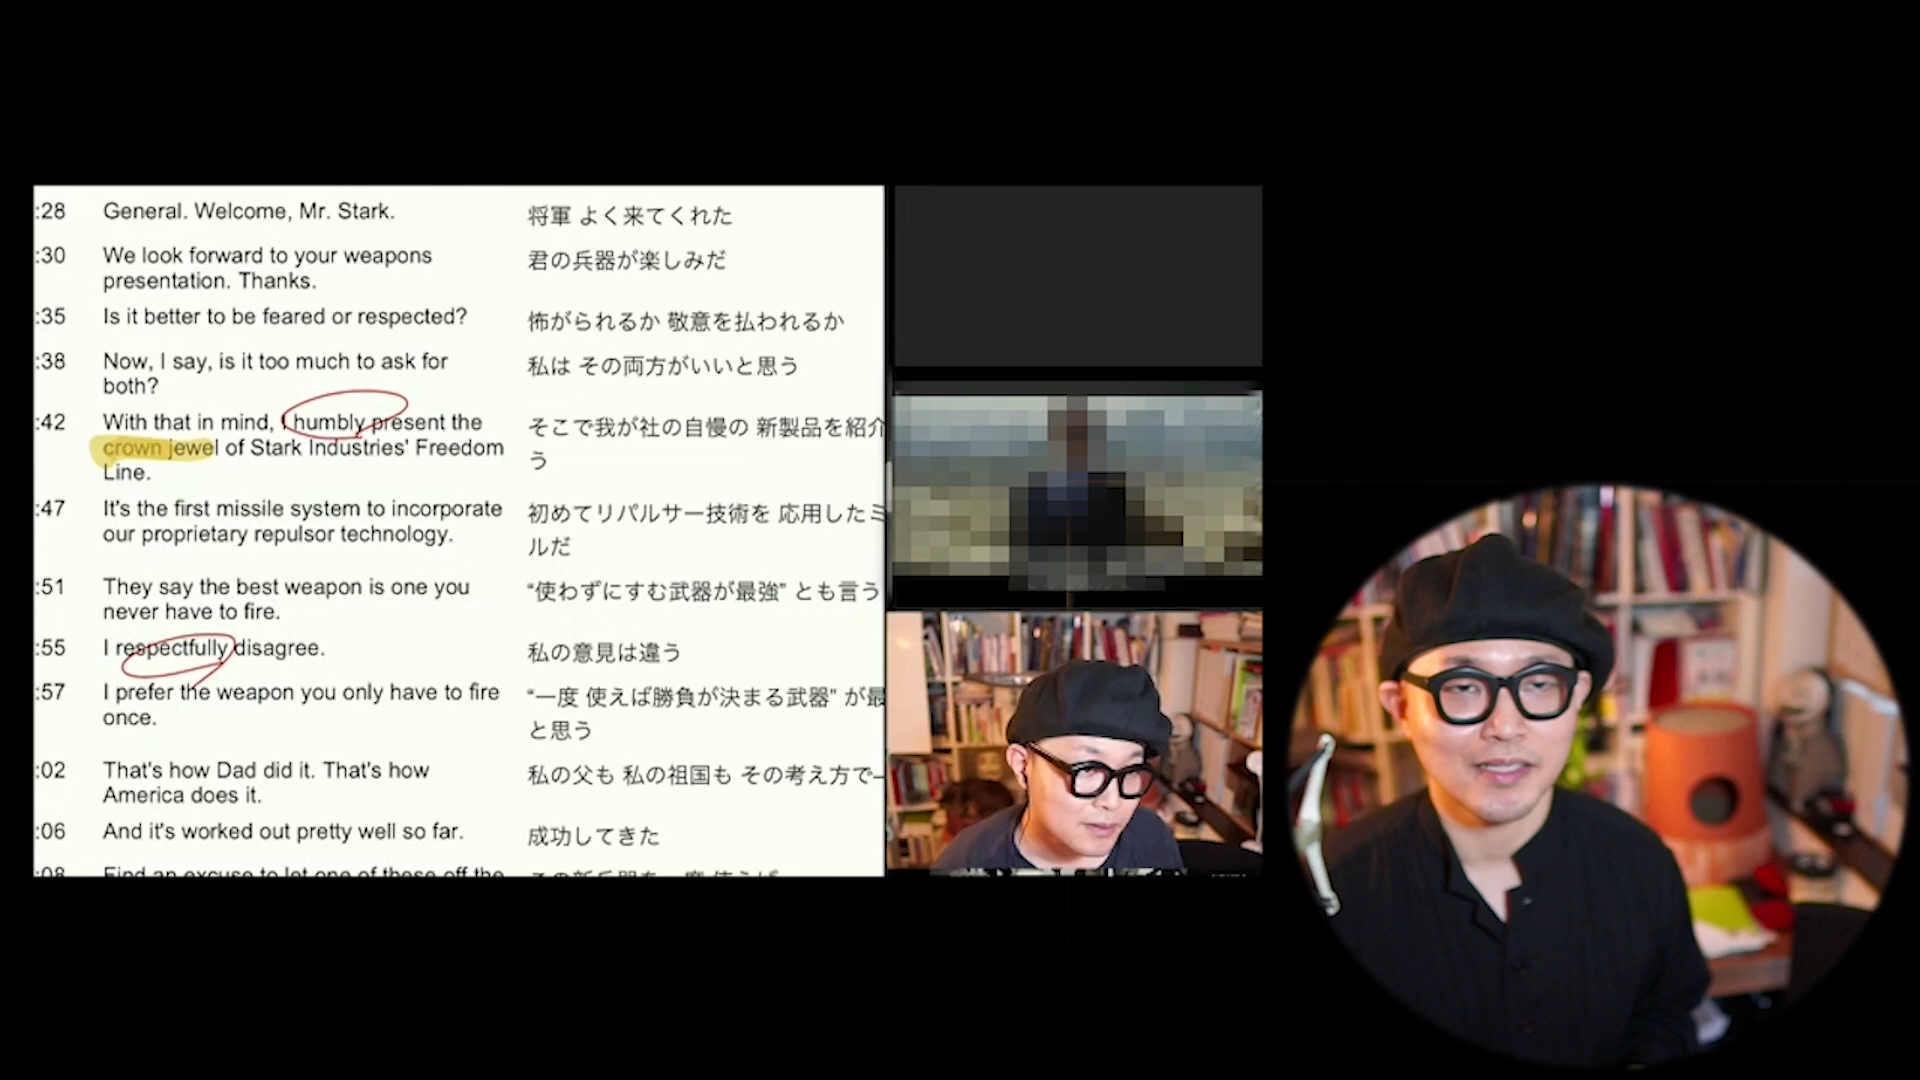 :28 General. Welcome, Mr. Stark. 将軍 よく来てくれた
:30 We look forward to your weapons 君の兵器が楽しみだ
presentation. Thanks.
:35 Is it better to be feared or respected? 怖がられるか 敬意を払われるか
:38 Now, I say, is it too much to ask for 私は その両方がいいと思う
both?
:42 With that in mind, I humbly present the そこで我が社の自慢の 新製品を紹介
crown jewel of Stark Industries' Freedom う
Line.
:47 It's the first missile system to incorporate 初めてリパルサー技術を 応用したミ
our proprietary repulsor technology. ルだ
:51 They say the best weapon is one you “使わずにすむ武器が最強” とも言う
never have to fire.
:55 I respectfully disagree. 私の意見は違う
:57 I prefer the weapon you only have to fire “一度 使えば勝負が決まる武器” が最
once. と思う
:02 That's how Dad did it. That's how 私の父も 私の祖国も その考え方で
America does it.
:06 And it's worked out pretty well so far. 成功してきた
:08 Find an excuse to let one of these off the